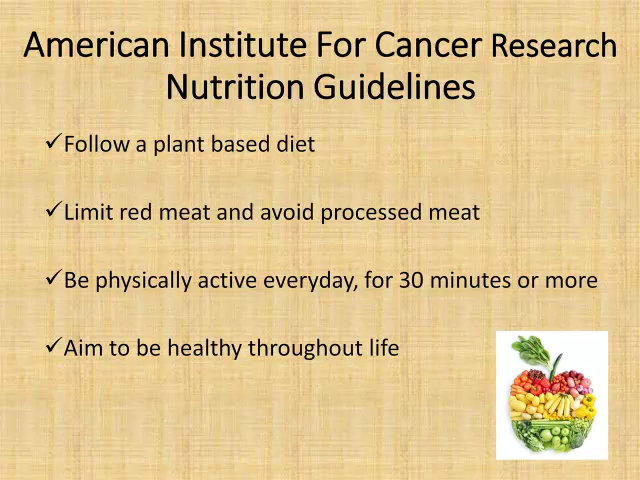 American Institute For Cancer Research
Nutrition Guidelines
✓Follow a plant based diet
✓Limit red meat and avoid processed meat
✓Be physically active everyday, for 30 minutes or more
✓Aim to be healthy throughout life